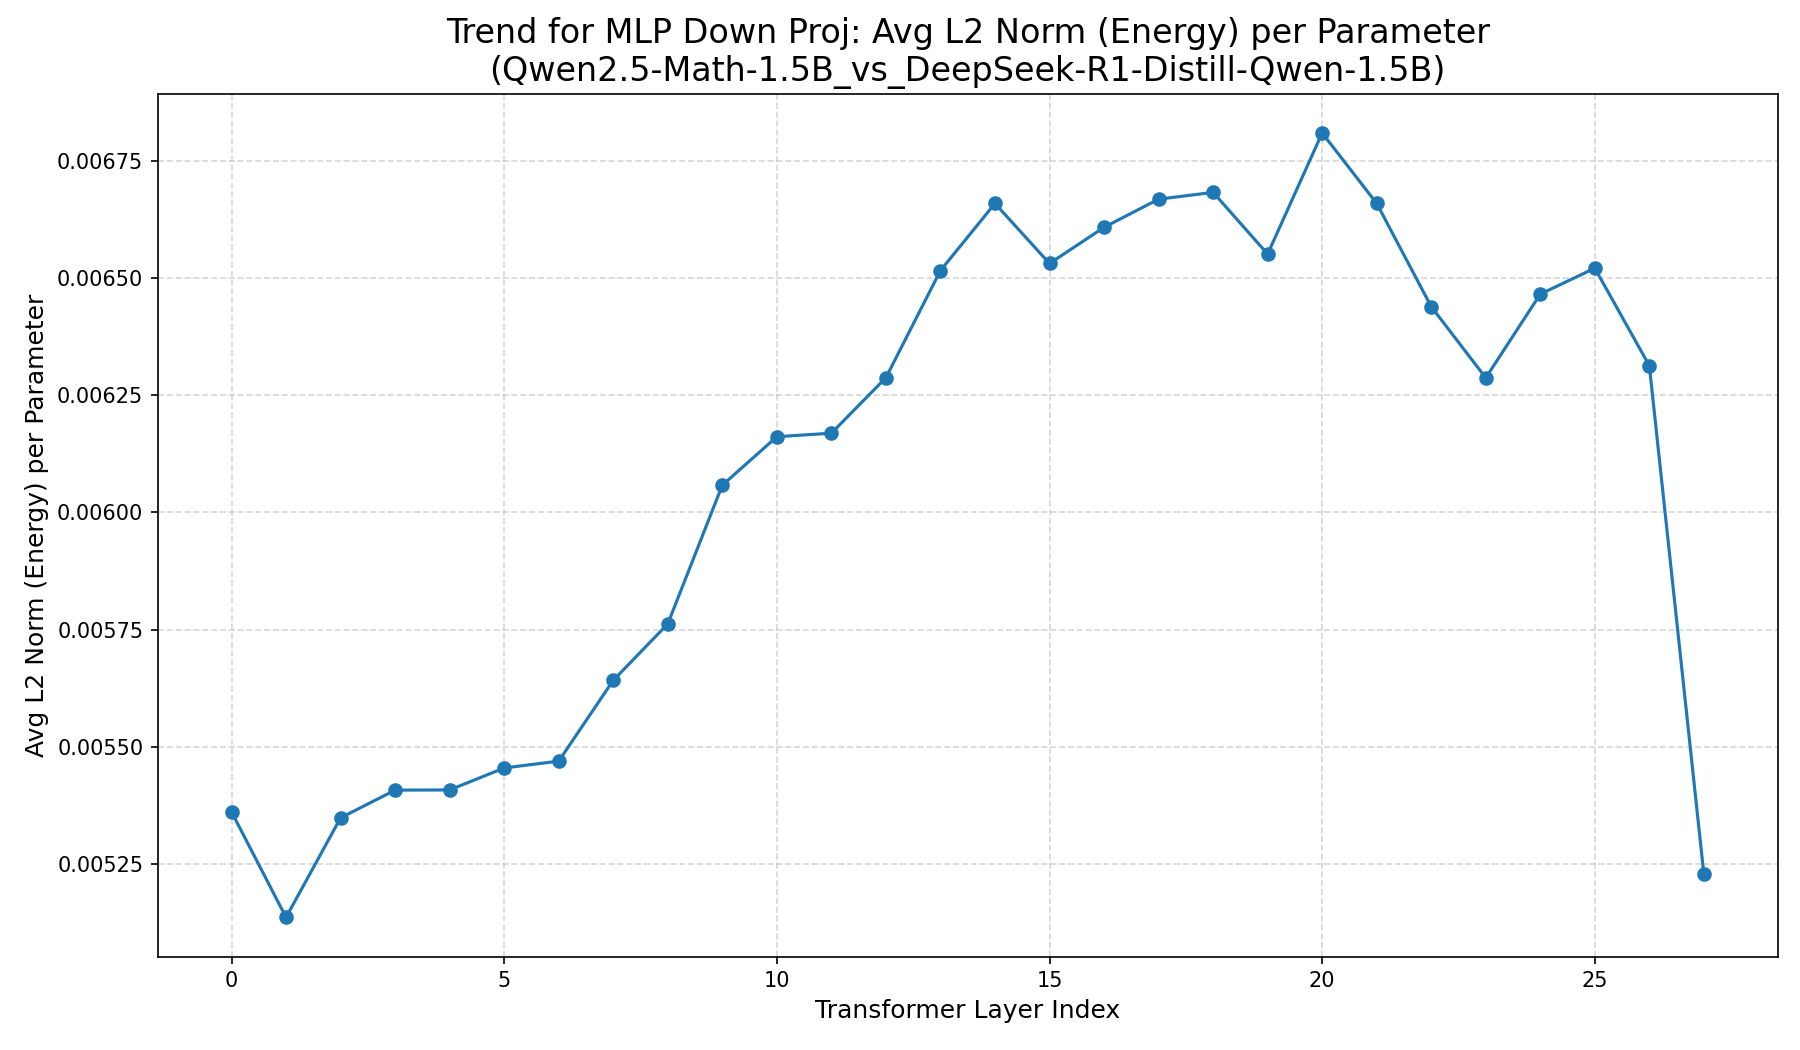 Trend for MLP Down Proj: Avg L2 Norm (Energy) per Parameter
(Qwen2.5-Math-1.5B_vs_DeepSeek-R1-Distill-Qwen-1.5B)
Avg L2 Norm (Energy) per Parameter
0.00675
0.00650
0.00625
0.00600
0.00575
0.00550
0.00525
0 5 10 15 20 25
Transformer Layer Index